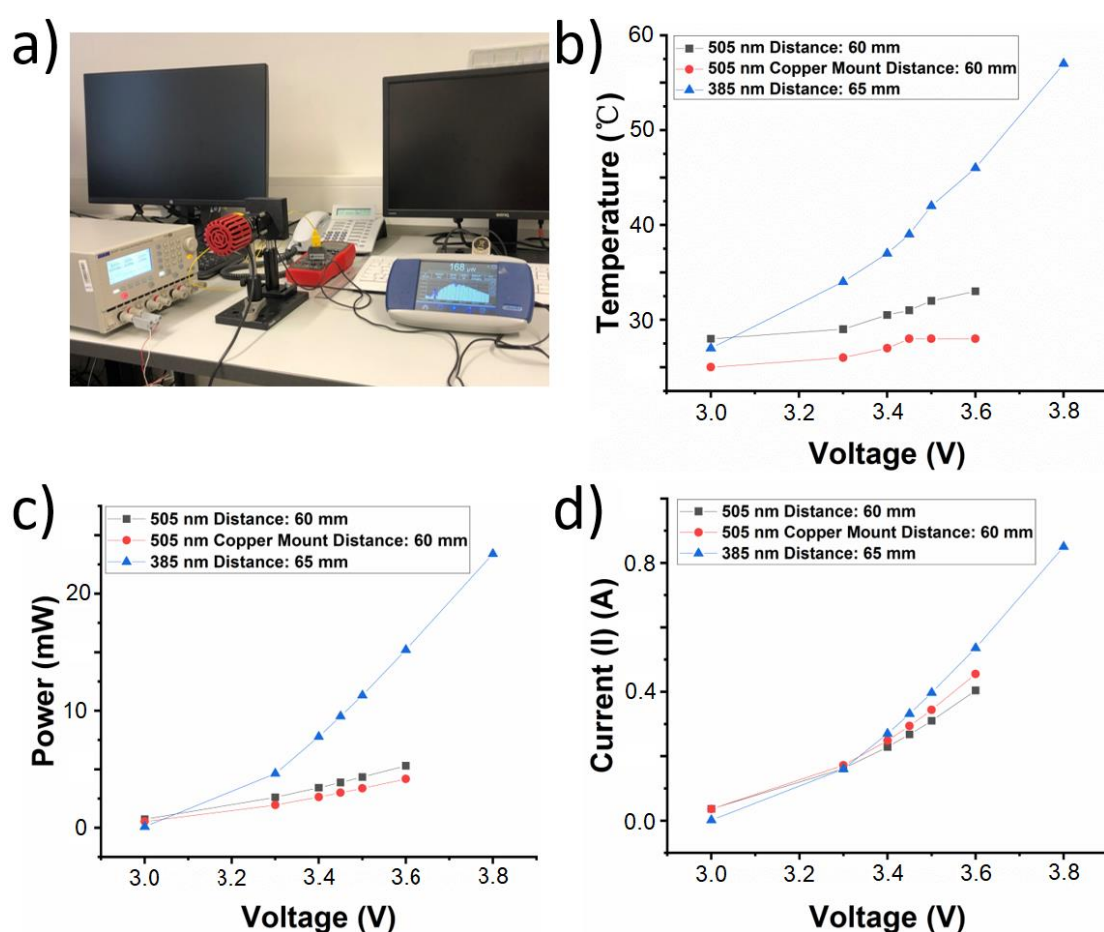 a)
b)
60
50
40
30
Temperature (℃)
505 nm Distance: 60 mm
505 nm Copper Mount Distance: 60 mm
385 nm Distance: 65 mm
3.0 3.2 3.4 3.6 3.8
Voltage (V)
168 µW
c)
20
10
0
Power (mW)
505 nm Distance: 60 mm
505 nm Copper Mount Distance: 60 mm
385 nm Distance: 65 mm
3.0 3.2 3.4 3.6 3.8
Voltage (V)
d)
0.8
0.4
0.0
Current (I) (A)
505 nm Distance: 60 mm
505 nm Copper Mount Distance: 60 mm
385 nm Distance: 65 mm
3.0 3.2 3.4 3.6 3.8
Voltage (V)